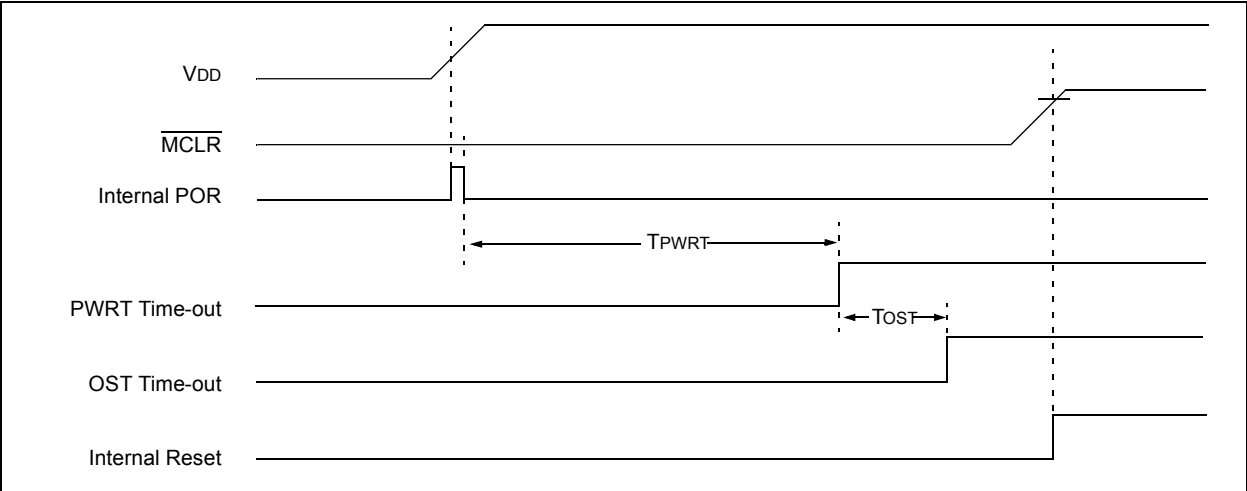 VDD
MCLR
Internal POR
TPWRT
PWRT Time-out
TOST
OST Time-out
Internal Reset